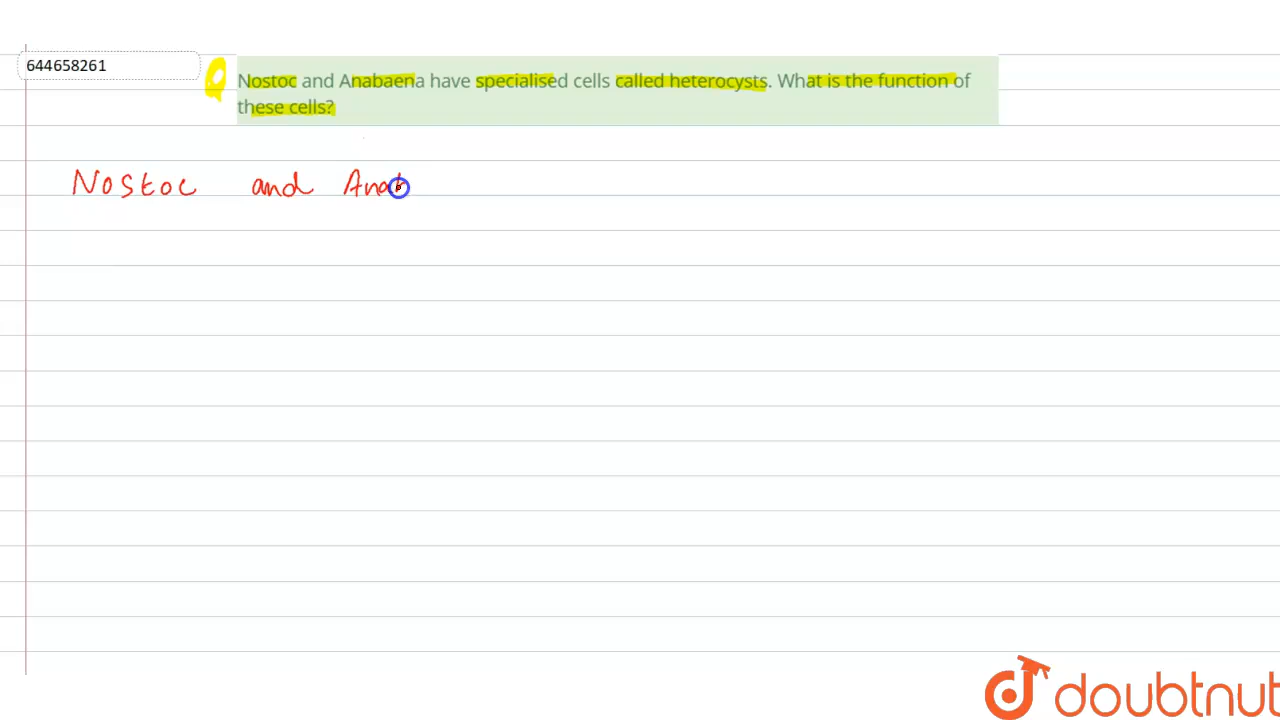 644658261
Nostoc and Anabaena have specialised cells called heterocysts. What is the function of
these cells?
Nostoc and Anab
doubtnut